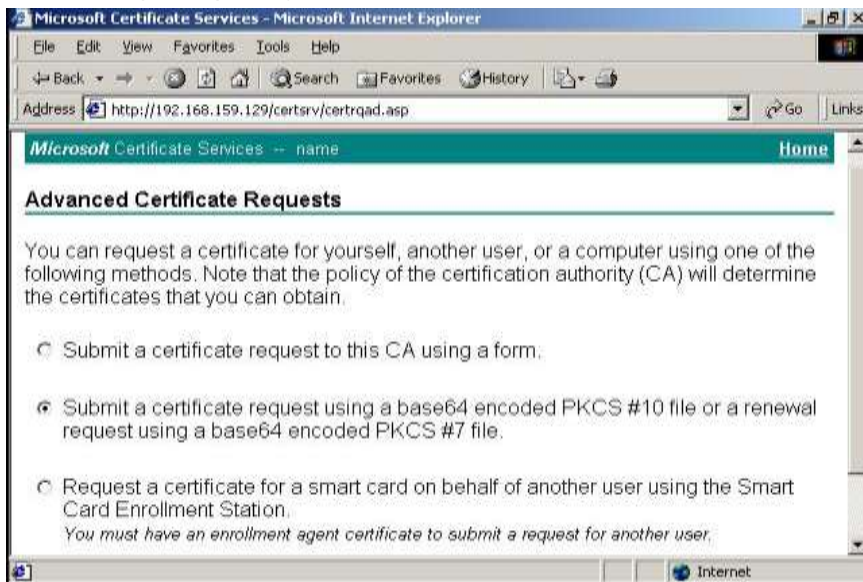 Microsoft Certificate Services - Microsoft Internet Explorer
File Edit View Favorites Tools Help
Back Search Favorites History
Address http://192.168.159.129/certsrv/certrqad.asp Go Links
Microsoft Certificate Services -- name Home
Advanced Certificate Requests
You can request a certificate for yourself, another user, or a computer using one of the
following methods. Note that the policy of the certification authority (CA) will determine
the certificates that you can obtain.
Submit a certificate request to this CA using a form.
Submit a certificate request using a base64 encoded PKCS #10 file or a renewal
request using a base64 encoded PKCS #7 file.
Request a certificate for a smart card on behalf of another user using the Smart
Card Enrollment Station.
You must have an enrollment agent certificate to submit a request for another user.
Internet